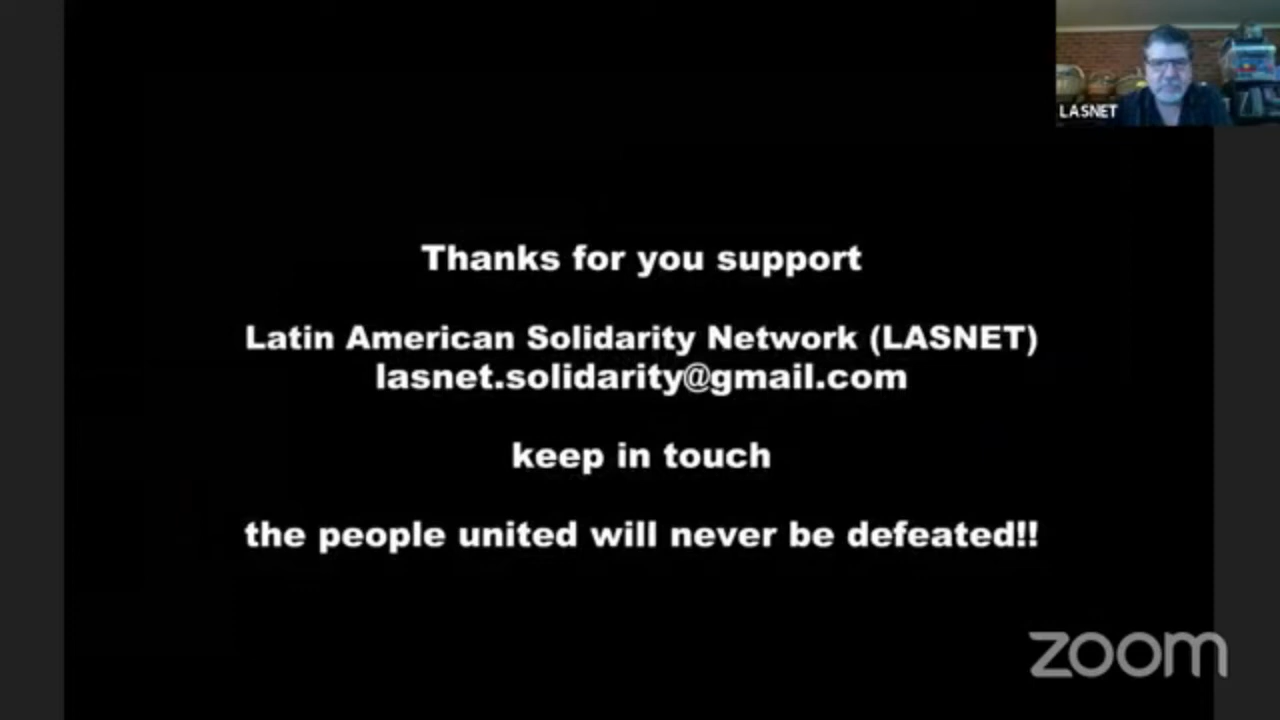 LASNET
Thanks for you support
Latin American Solidarity Network (LASNET)
lasnet.solidarity@gmail.com
keep in touch
the people united will never be defeated!!
zoom